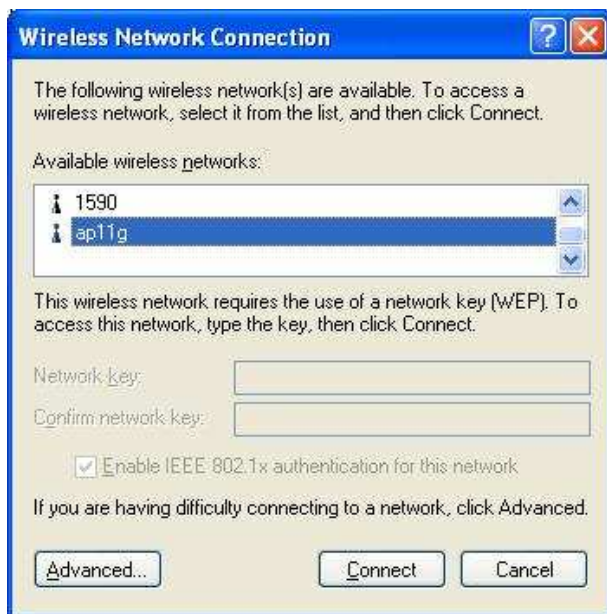 Wireless Network Connection
The following wireless network(s) are available. To access a
wireless network, select it from the list, and then click Connect.
Available wireless networks:
1590
ap11g
This wireless network requires the use of a network key (WEP). To
access this network, type the key, then click Connect.
Network key:
Confirm network key:
Enable IEEE 802.1x authentication for this network
If you are having difficulty connecting to a network, click Advanced.
Advanced... Connect Cancel